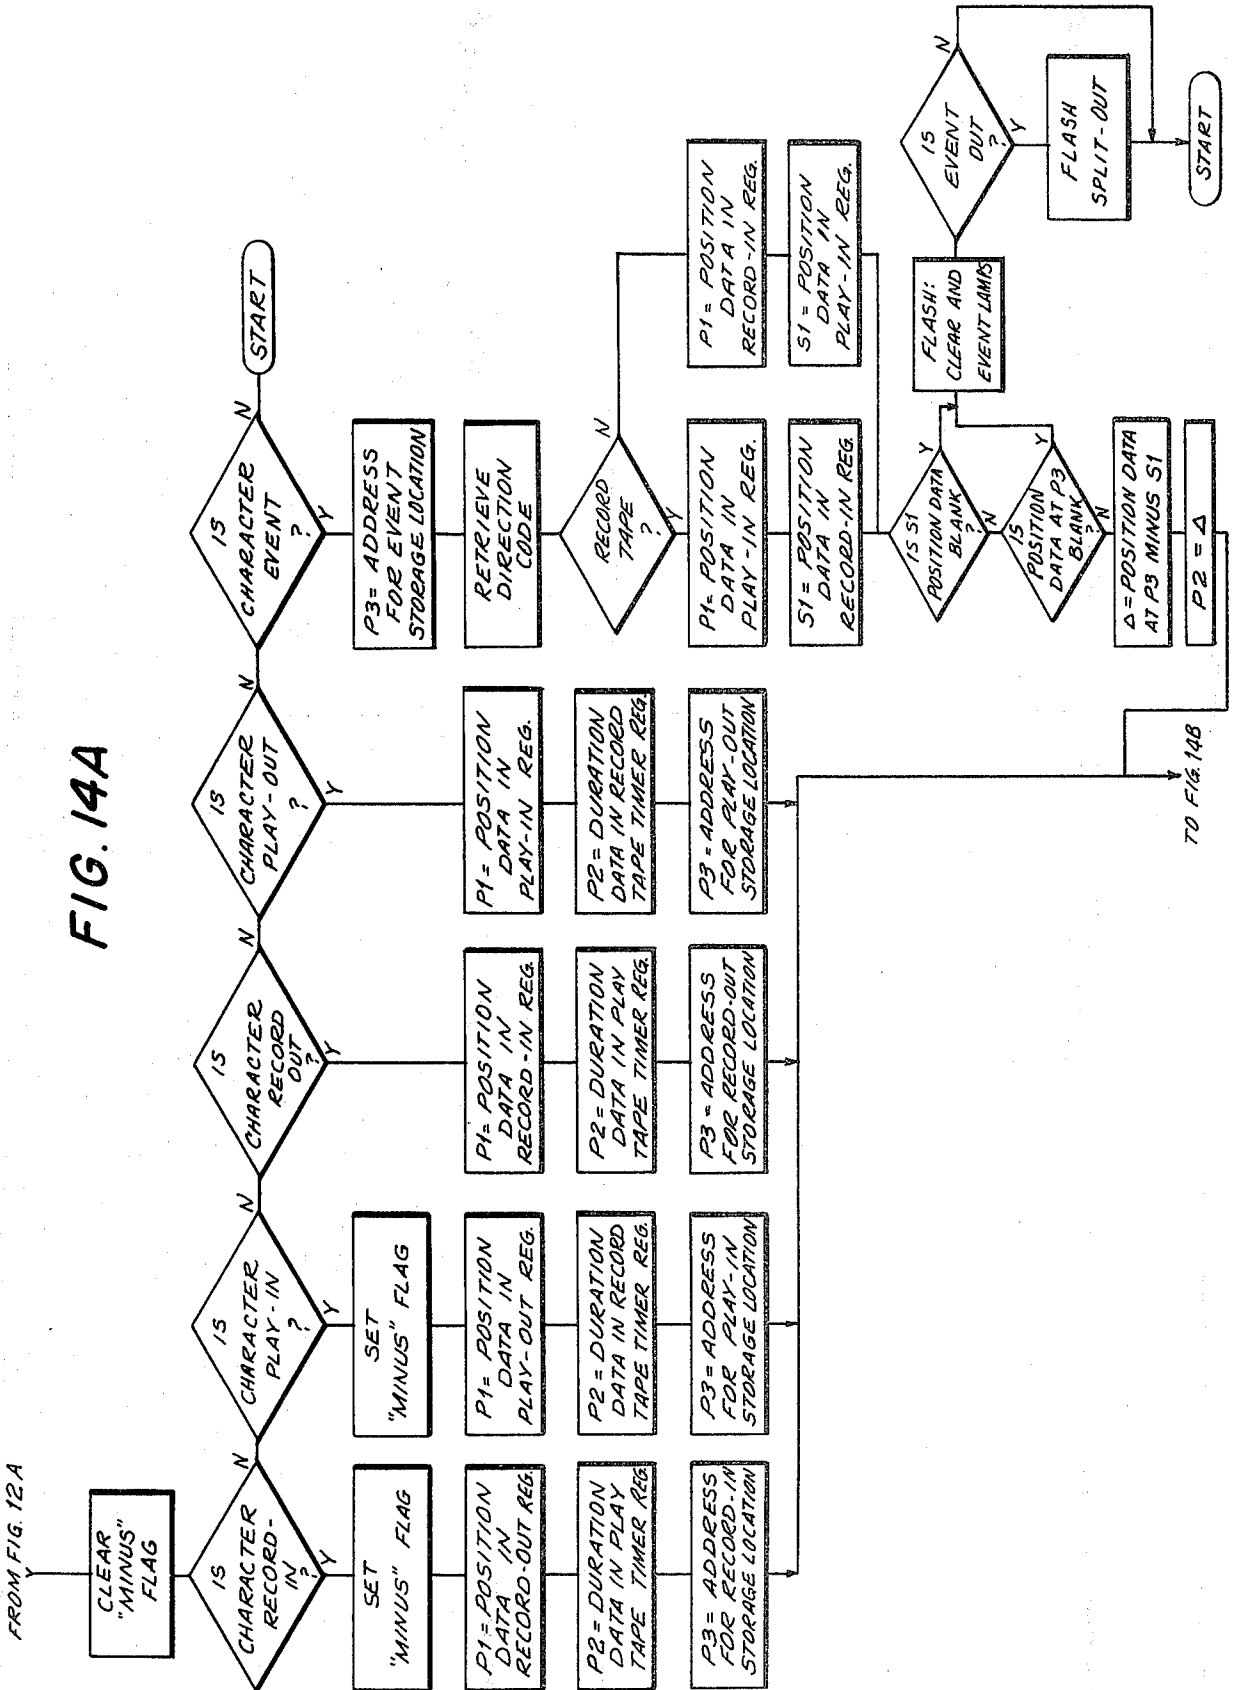 FIG. 14A
FROM FIG. 12A
CLEAR
"MINUS"
FLAG
IS
CHARACTER
RECORD-
IN
?
Y
N
SET
"MINUS" FLAG
P1 = POSITION
DATA IN
RECORD-OUT REG.
P2 = DURATION
DATA IN PLAY
TAPE TIMER REG.
P3 = ADDRESS
FOR RECORD-IN
STORAGE LOCATION
IS
CHARACTER
PLAY-IN
?
Y
N
SET
"MINUS" FLAG
P1 = POSITION
DATA IN
PLAY-OUT REG.
P2 = DURATION
DATA IN RECORD
TAPE TIMER REG.
P3 = ADDRESS
FOR PLAY-IN
STORAGE LOCATION
IS
CHARACTER
RECORD
OUT
?
Y
N
P1 = POSITION
DATA IN
RECORD-IN REG.
P2 = DURATION
DATA IN PLAY
TAPE TIMER REG.
P3 = ADDRESS
FOR RECORD-OUT
STORAGE LOCATION
IS
CHARACTER
PLAY-OUT
?
Y
N
P1 = POSITION
DATA IN
PLAY-IN REG.
P2 = DURATION
DATA IN RECORD
TAPE TIMER REG.
P3 = ADDRESS
FOR PLAY-OUT
STORAGE LOCATION
IS
CHARACTER
EVENT
?
Y
N
START
P3 = ADDRESS
FOR EVENT
STORAGE LOCATION
RETRIEVE
DIRECTION
CODE
RECORD
TAPE
?
Y
N
P1 = POSITION
DATA IN
PLAY-IN REG.
S1 = POSITION
DATA IN
RECORD-IN REG.
P1 = POSITION
DATA IN
RECORD-IN REG.
S1 = POSITION
DATA IN
PLAY-IN REG.
IS S1
POSITION DATA
BLANK
?
Y
N
IS
POSITION
DATA AT P3
BLANK
?
Y
N
Δ = POSITION DATA
AT P3 MINUS S1
P2 = Δ
FLASH:
CLEAR AND
EVENT LAMPS
IS
EVENT
OUT
?
N
Y
FLASH
SPLIT-OUT
START
TO FIG. 14B